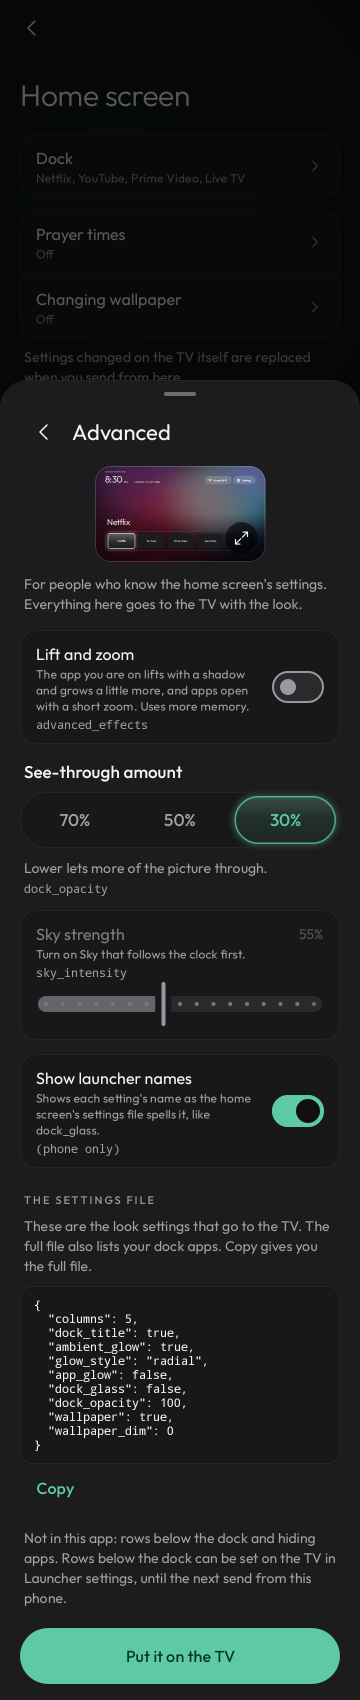 Home screen
Dock
Netflix, YouTube, Prime Video, Live TV
Prayer times
Off
Changing wallpaper
Off
Settings changed on the TV itself are replaced
when you send from here
Advanced
8:30
Netflix
For people who know the home screen's settings.
Everything here goes to the TV with the look.
Lift and zoom
The app you are on lifts with a shadow
and grows a little more, and apps open
with a short zoom. Uses more memory.
advanced_effects
See-through amount
70% 50% 30%
Lower lets more of the picture through.
dock_opacity
Sky strength 55%
Turn on Sky that follows the clock first.
sky_intensity
Show launcher names
Shows each setting's name as the home
screen's settings file spells it, like
dock_glass.
(phone only)
THE SETTINGS FILE
These are the look settings that go to the TV. The
full file also lists your dock apps. Copy gives you
the full file.
{
"columns": 5,
"dock_title": true,
"ambient_glow": true,
"glow_style": "radial",
"app_glow": false,
"dock_glass": false,
"dock_opacity": 100,
"wallpaper": true,
"wallpaper_dim": 0
}
Copy
Not in this app: rows below the dock and hiding
apps. Rows below the dock can be set on the TV in
Launcher settings, until the next send from this
phone.
Put it on the TV